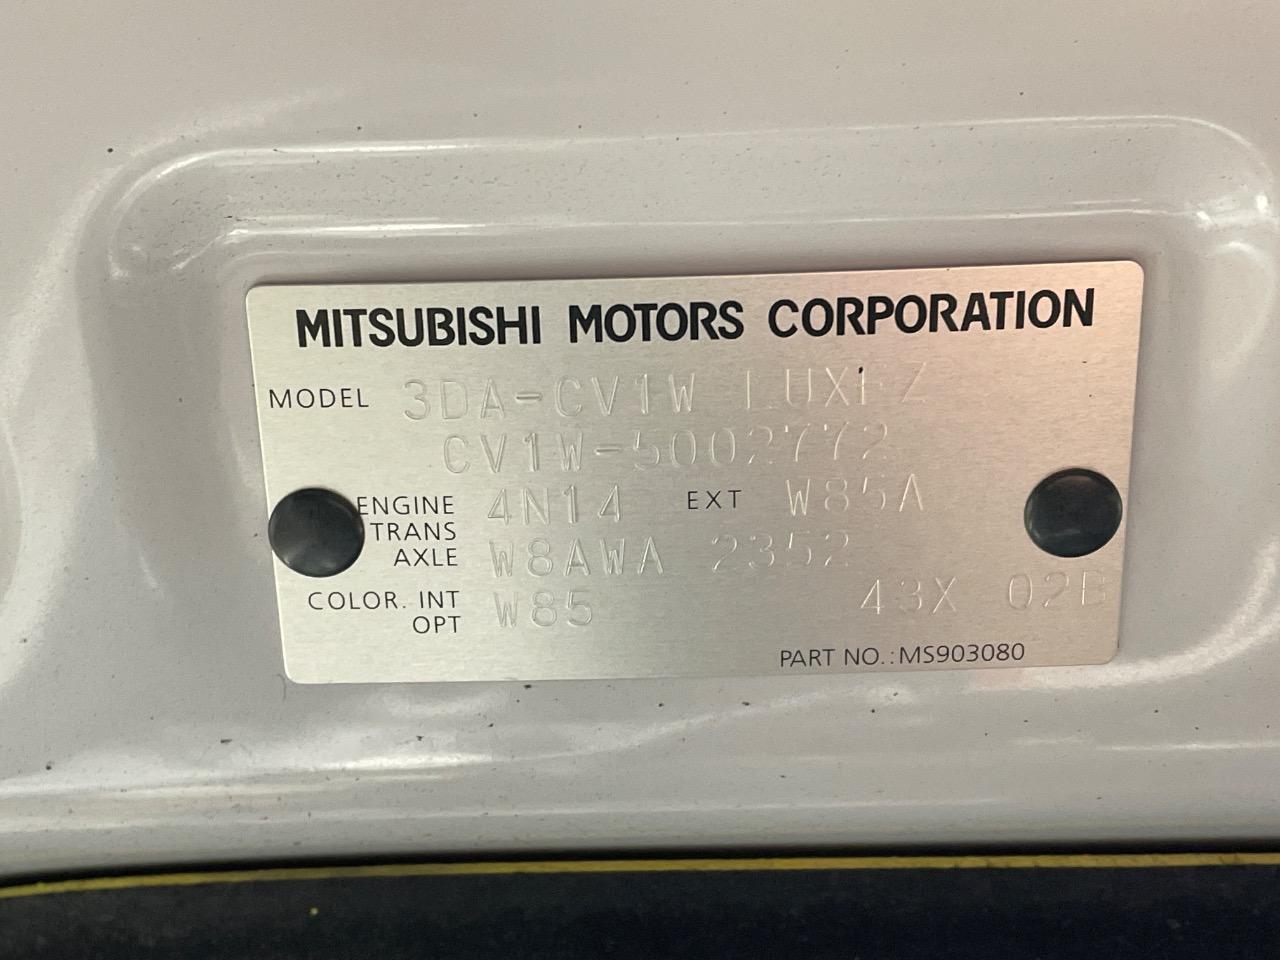 MITSUBISHI MOTORS CORPORATION
MODEL 3DA-CV1W LUXFZ
CV1W-5002772
ENGINE 4N14 EXT W85A
TRANS
AXLE W8AWA 2352
COLOR. INT W85 43X 02B
OPT
PART NO.:MS903080